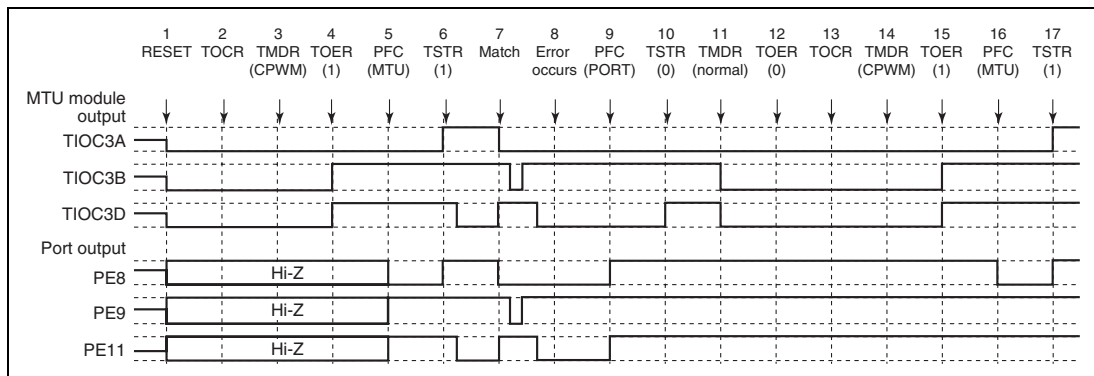 1 2 3 4 5 6 7 8 9 10 11 12 13 14 15 16 17
RESET TOCR TMDR TOER PFC TSTR Match Error PFC TSTR TMDR TOER TOCR TMDR TOER PFC TSTR
(CPWM) (1) (MTU) (1) occurs (PORT) (0) (normal) (0) (CPWM) (1) (MTU) (1)
MTU module
output
TIOC3A
TIOC3B
TIOC3D
Port output
PE8 Hi-Z
PE9 Hi-Z
PE11 Hi-Z